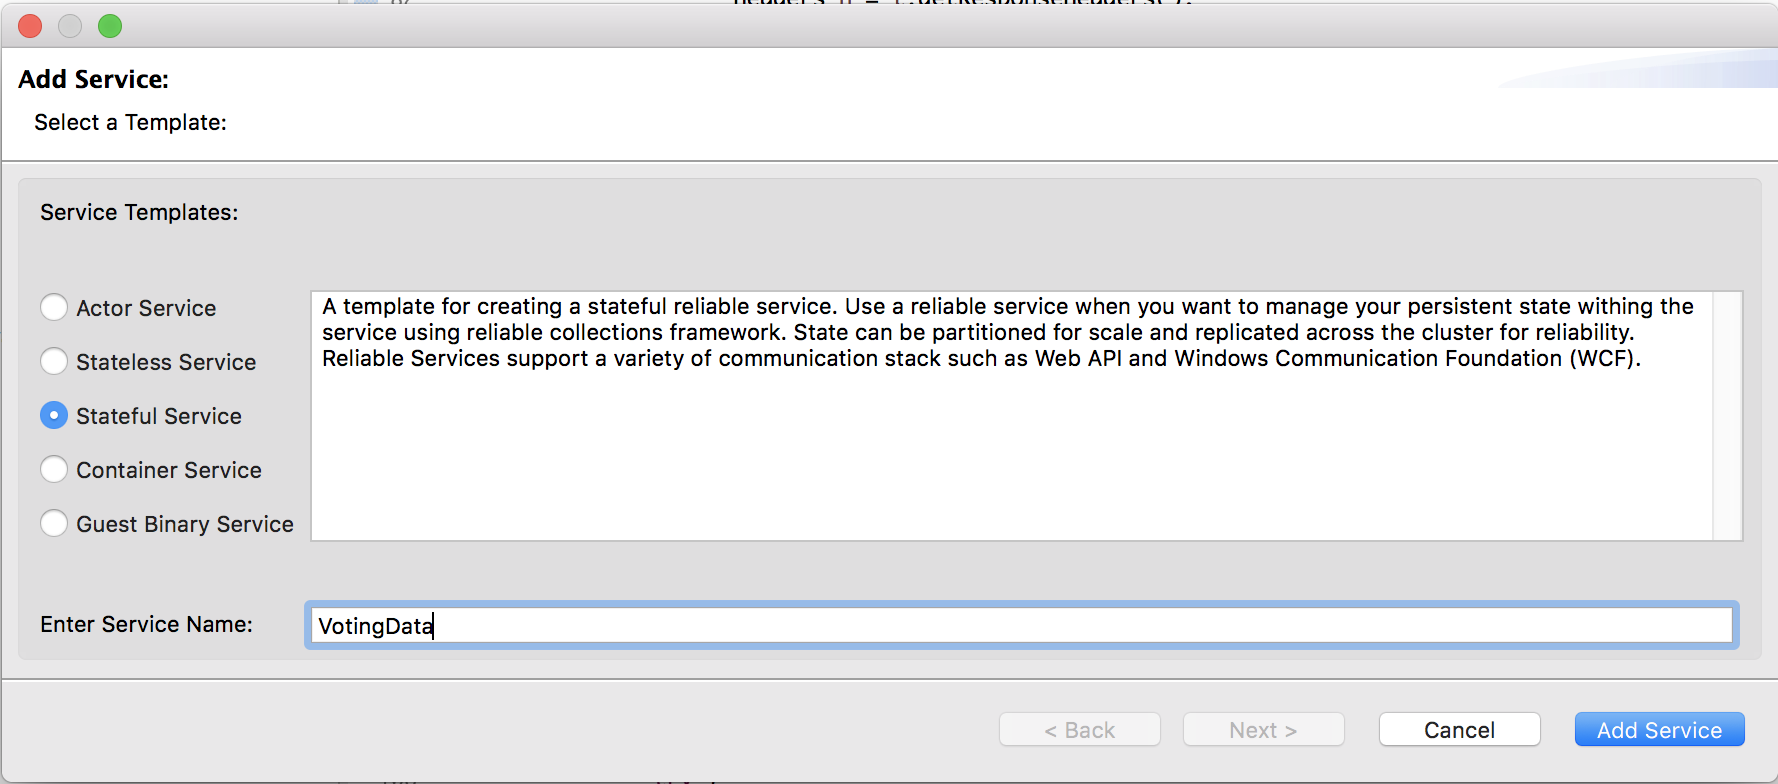 Add Service:
Select a Template:
Service Templates:
Actor Service
Stateless Service
Stateful Service
Container Service
Guest Binary Service
A template for creating a stateful reliable service. Use a reliable service when you want to manage your persistent state withing the
service using reliable collections framework. State can be partitioned for scale and replicated across the cluster for reliability.
Reliable Services support a variety of communication stack such as Web API and Windows Communication Foundation (WCF).
Enter Service Name:
VotingData
< Back
Next >
Cancel
Add Service